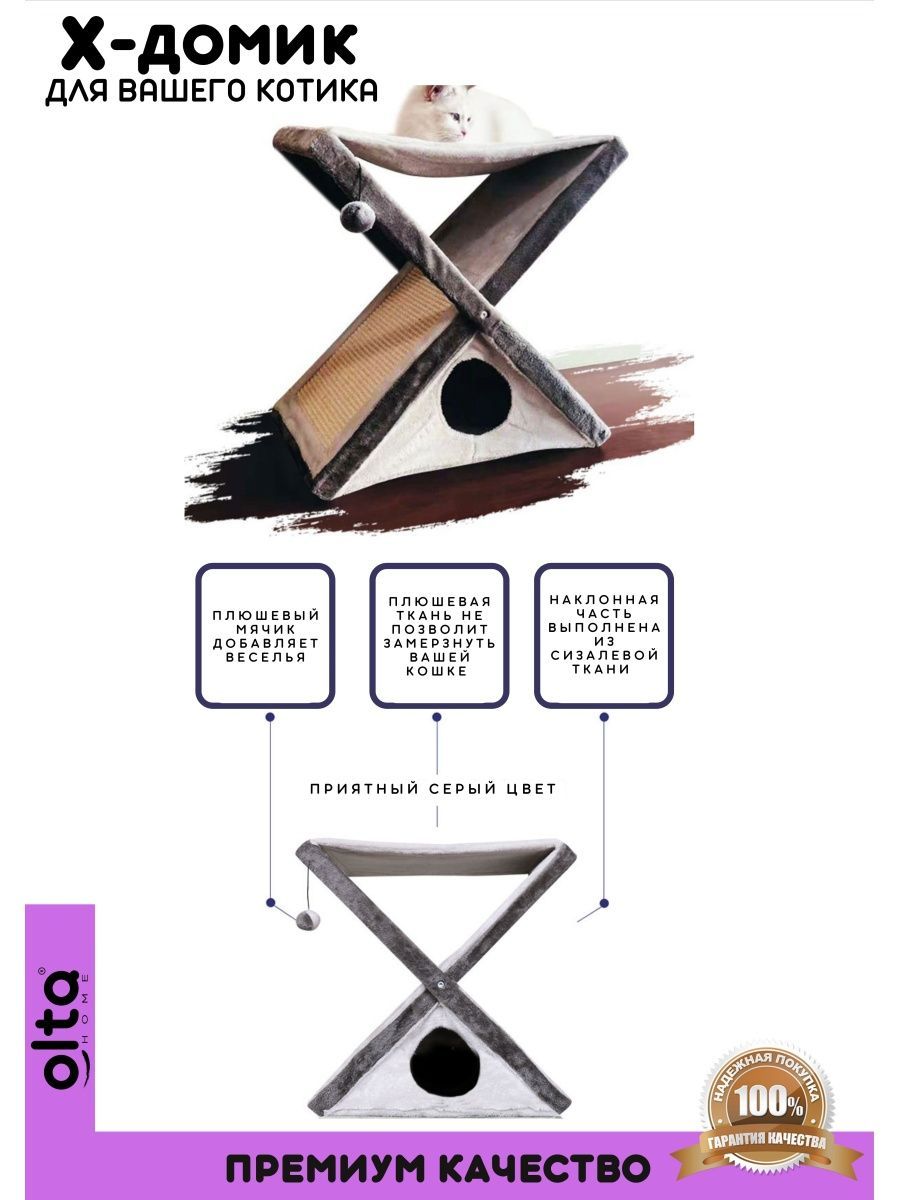 Х-ДОМИК
ДЛЯ ВАШЕГО КОТИКА
ПЛЮШЕВЫЙ
МЯЧИК
ДОБАВЛЯЕТ
ВЕСЕЛЬЯ
ПЛЮШЕВАЯ
ТКАНЬ НЕ
ПОЗВОЛИТ
ЗАМЕРЗНУТЬ
ВАШЕЙ
КОШКЕ
НАКЛОННАЯ
ЧАСТЬ
ВЫПОЛНЕНА
ИЗ
СИЗАЛЕВОЙ
ТКАНИ
ПРИЯТНЫЙ СЕРЫЙ ЦВЕТ
olta®
HOME
НАДЕЖНАЯ ПОКУПКА
100%
ГАРАНТИЯ КАЧЕСТВА
ПРЕМИУМ КАЧЕСТВО